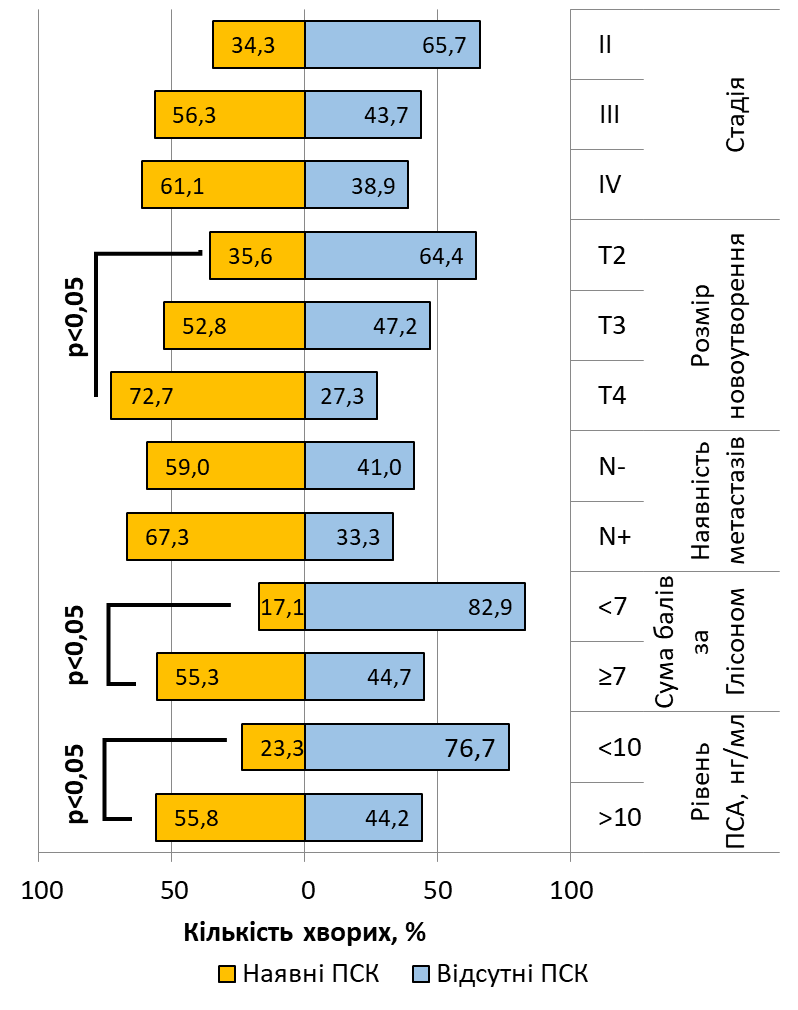 34,3 65,7 II
56,3 43,7 III
61,1 38,9 IV
Стадія
35,6 64,4 T2
52,8 47,2 T3
72,7 27,3 T4
p<0,05
Розмір
новоутворення
59,0 41,0 N-
67,3 33,3 N+
Наявність
метастазів
17,1 82,9 <7
55,3 44,7 ≥7
p<0,05
Сума балів
за
Глісоном
23,3 76,7 <10
55,8 44,2 >10
p<0,05
Рівень
ПСА, нг/мл
100 50 0 50 100
Кількість хворих, %
Наявні ПСК Відсутні ПСК